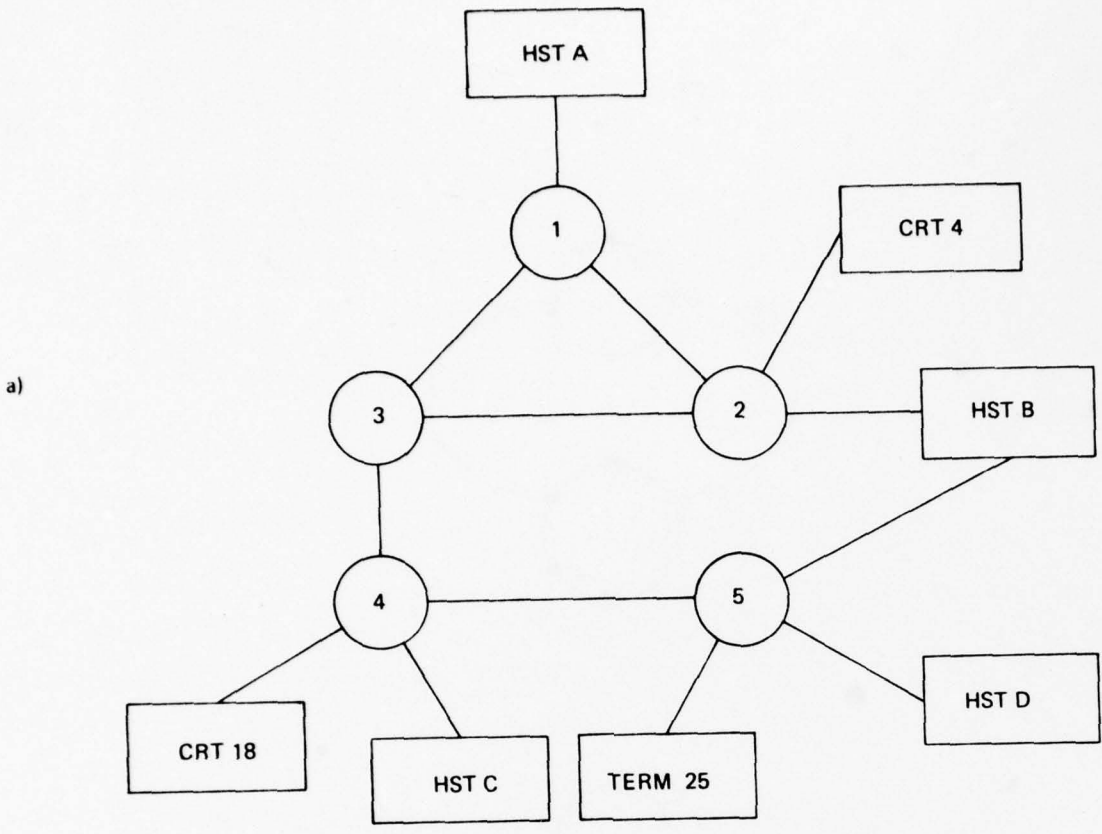 HST A
1
CRT 4
a)
3
2
HST B
4
5
CRT 18
HST C
TERM 25
HST D